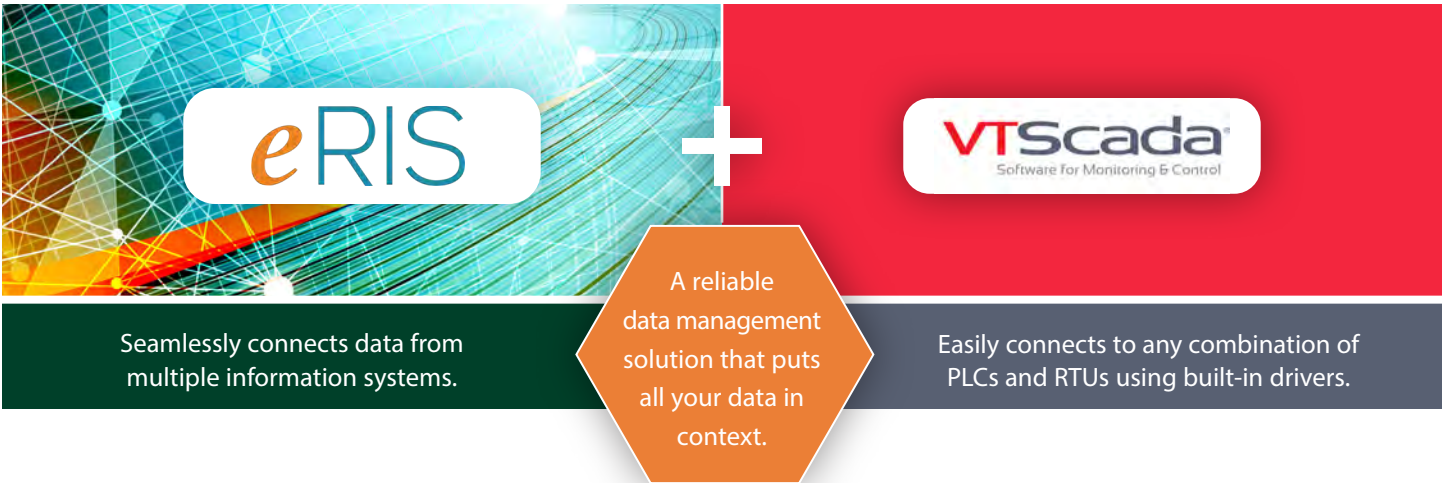 eRIS
+
VTScada®
Software for Monitoring & Control
Seamlessly connects data from
multiple information systems.
A reliable
data management
solution that puts
all your data in
context.
Easily connects to any combination of
PLCs and RTUs using built-in drivers.